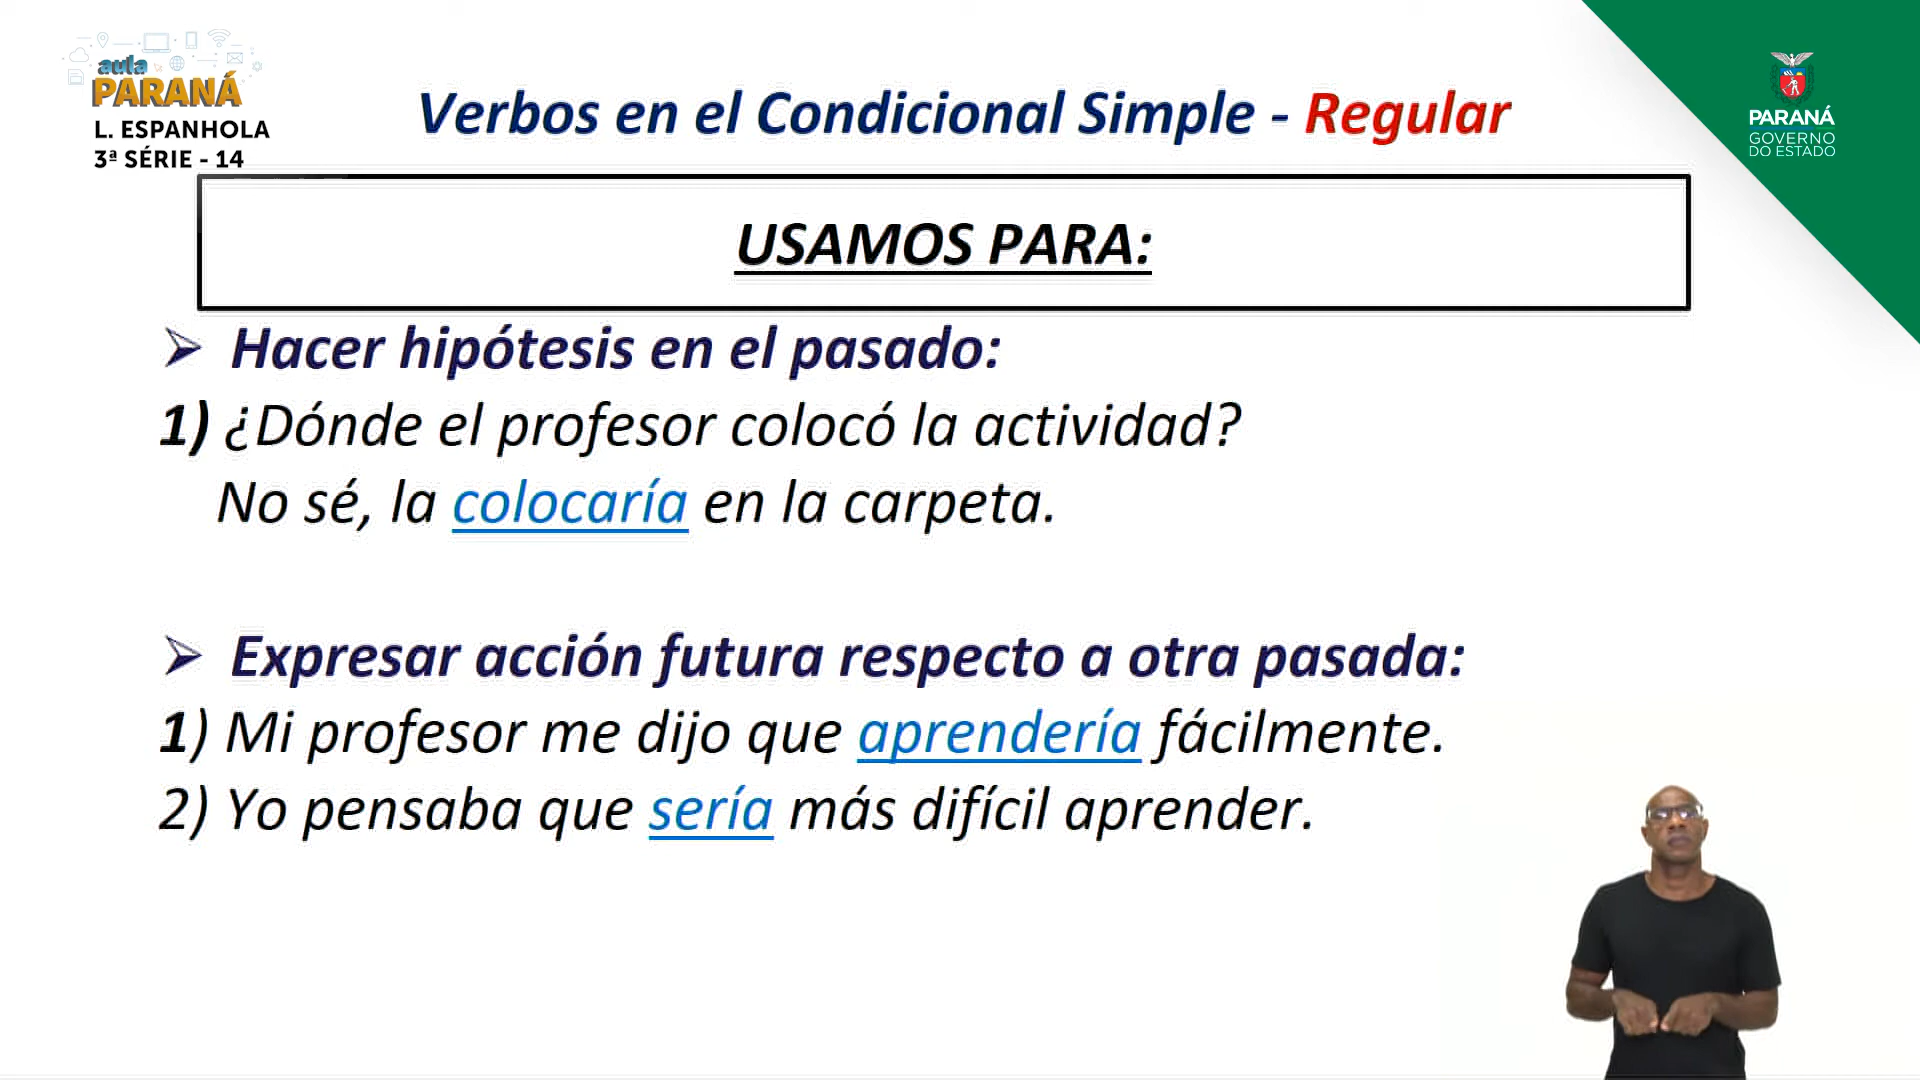 aula
PARANÁ
L. ESPANHOLA
3ª SÉRIE - 14
Verbos en el Condicional Simple - Regular
PARANÁ
GOVERNO
DO ESTADO
USAMOS PARA:
➢ Hacer hipótesis en el pasado:
1) ¿Dónde el profesor colocó la actividad?
No sé, la colocaría en la carpeta.
➢ Expresar acción futura respecto a otra pasada:
1) Mi profesor me dijo que aprendería fácilmente.
2) Yo pensaba que sería más difícil aprender.